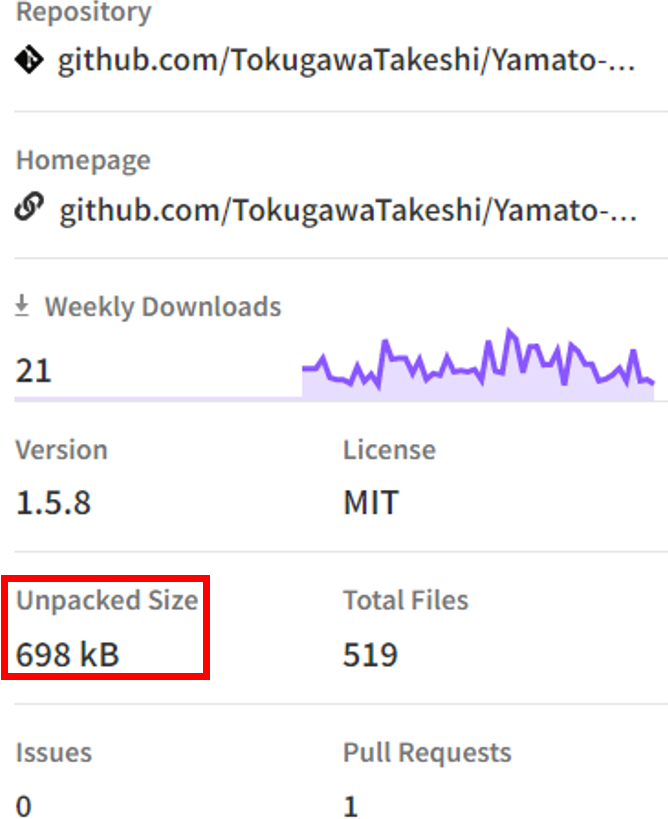 Repository
github.com/TokugawaTakeshi/Yamato-...
Homepage
github.com/TokugawaTakeshi/Yamato-...
Weekly Downloads
21
Version
License
1.5.8
MIT
Unpacked Size
Total Files
698 kB
519
Issues
Pull Requests
0
1